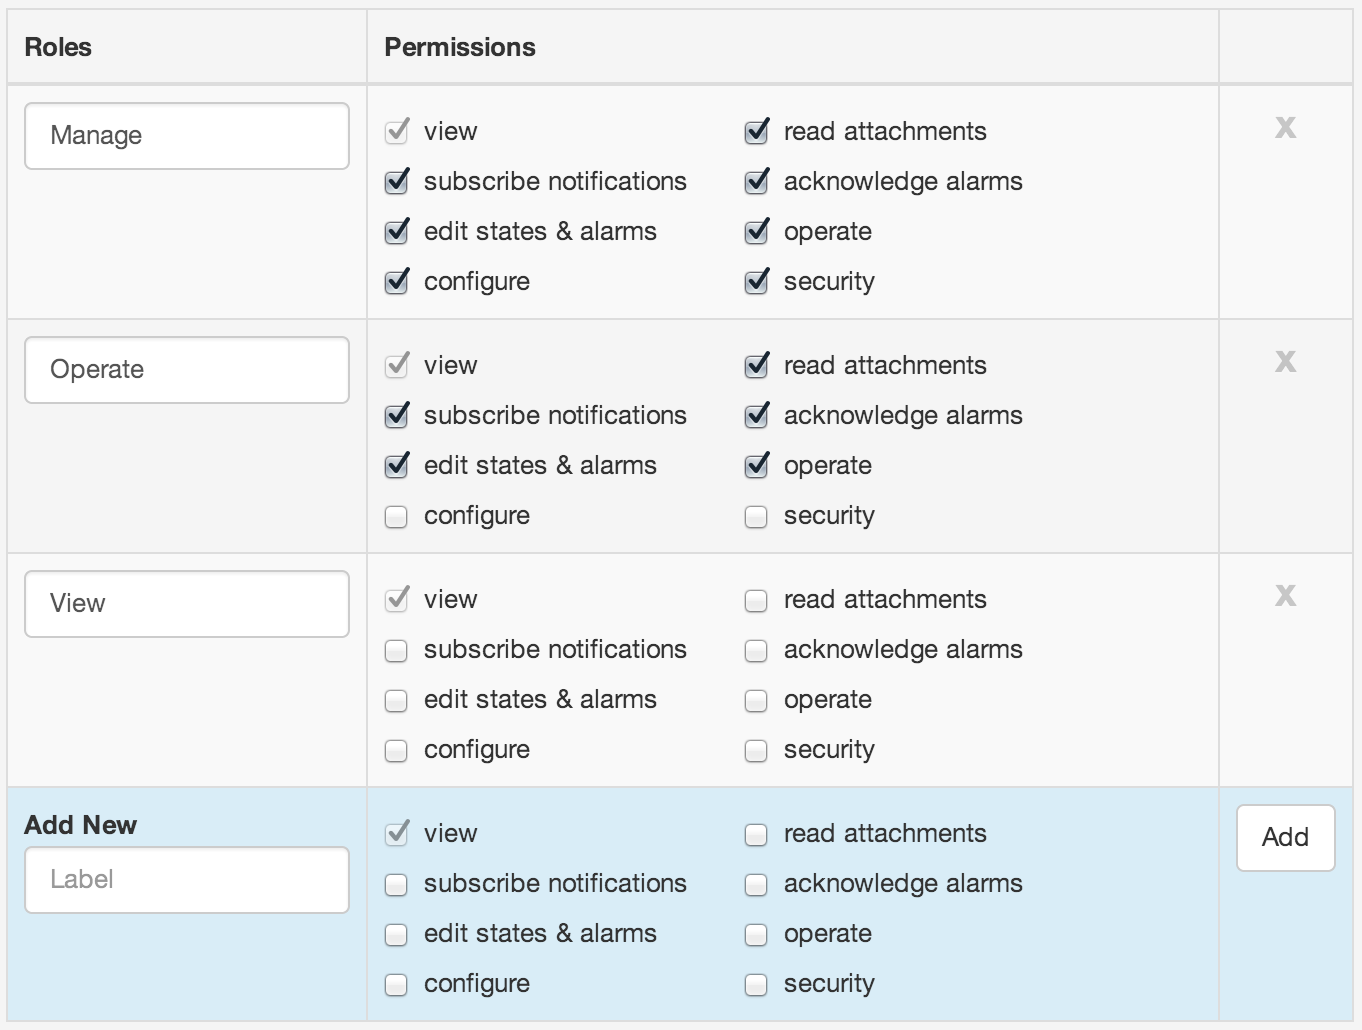 Roles Permissions
Manage view read attachments X
subscribe notifications acknowledge alarms
edit states & alarms operate
configure security
Operate view read attachments X
subscribe notifications acknowledge alarms
edit states & alarms operate
configure security
View view read attachments X
subscribe notifications acknowledge alarms
edit states & alarms operate
configure security
Add New view read attachments Add
Label subscribe notifications acknowledge alarms
edit states & alarms operate
configure security